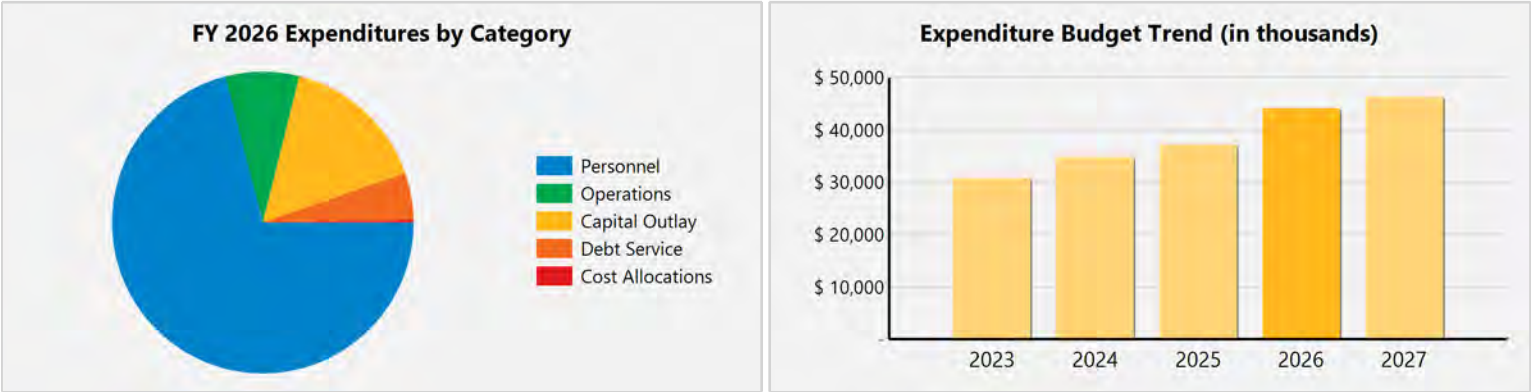 FY 2026 Expenditures by Category
Personnel
Operations
Capital Outlay
Debt Service
Cost Allocations
Expenditure Budget Trend (in thousands)
$ 50,000
$ 40,000
$ 30,000
$ 20,000
$ 10,000
-
2023 2024 2025 2026 2027